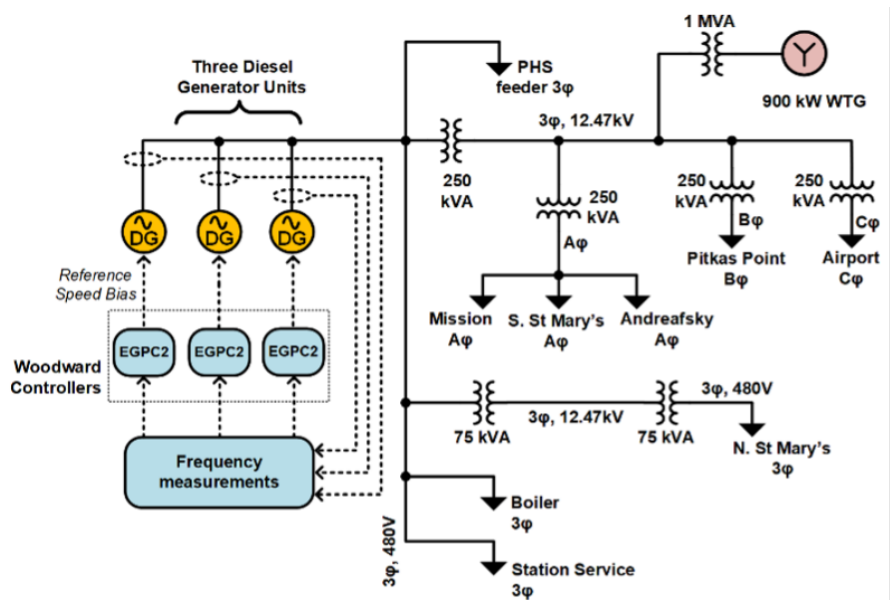 1 MVA
Three Diesel
Generator Units
PHS
feeder 3φ
Y
900 kW WTG
3φ, 12.47kV
250
kVA
250
kVA
Aφ
250
kVA
Bφ
250
kVA
Cφ
DG
DG
DG
Pitkas Point
Bφ
Airport
Cφ
Reference
Speed Bias
Mission
Aφ
S. St Mary's
Aφ
Andreafsky
Aφ
EGPC2
EGPC2
EGPC2
Woodward
Controllers
75 kVA
3φ, 12.47kV
75 kVA
3φ, 480V
N. St Mary's
3φ
Frequency
measurements
Boiler
3φ
3φ, 480V
Station Service
3φ